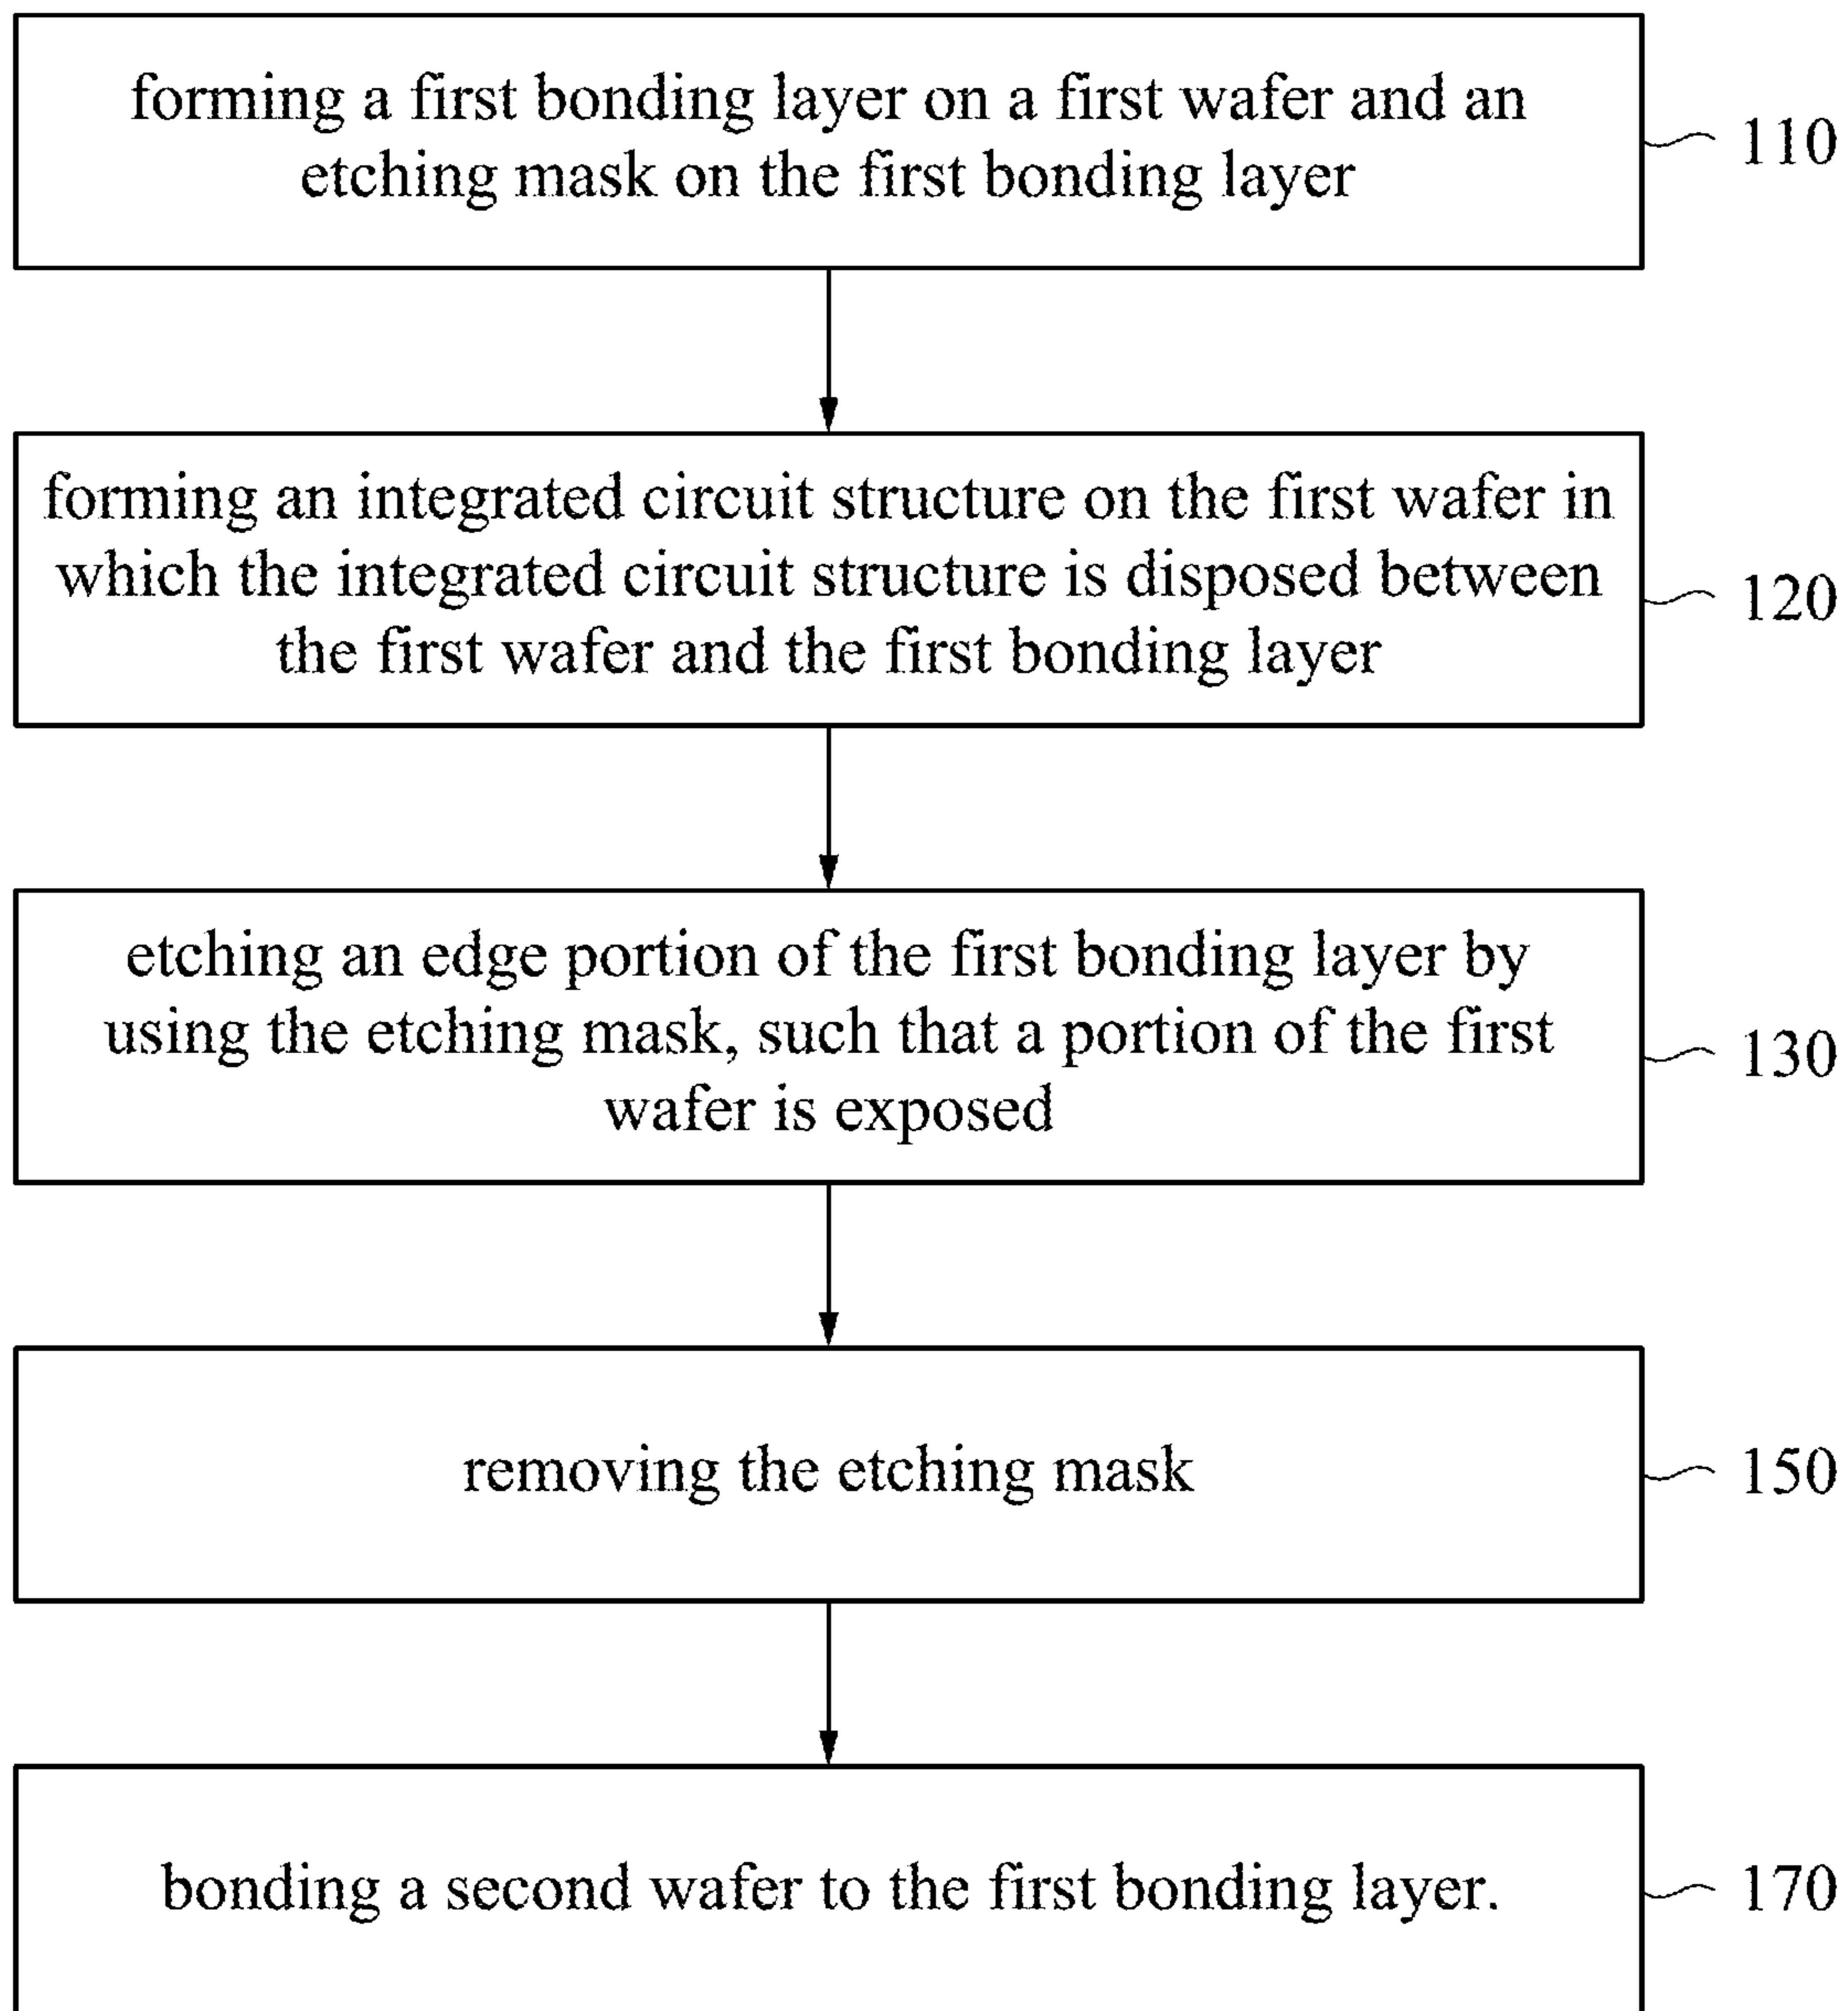 forming a first bonding layer on a first wafer and an
etching mask on the first bonding layer
110
forming an integrated circuit structure on the first wafer in
which the integrated circuit structure is disposed between
the first wafer and the first bonding layer
120
etching an edge portion of the first bonding layer by
using the etching mask, such that a portion of the first
wafer is exposed
130
removing the etching mask
150
bonding a second wafer to the first bonding layer.
170